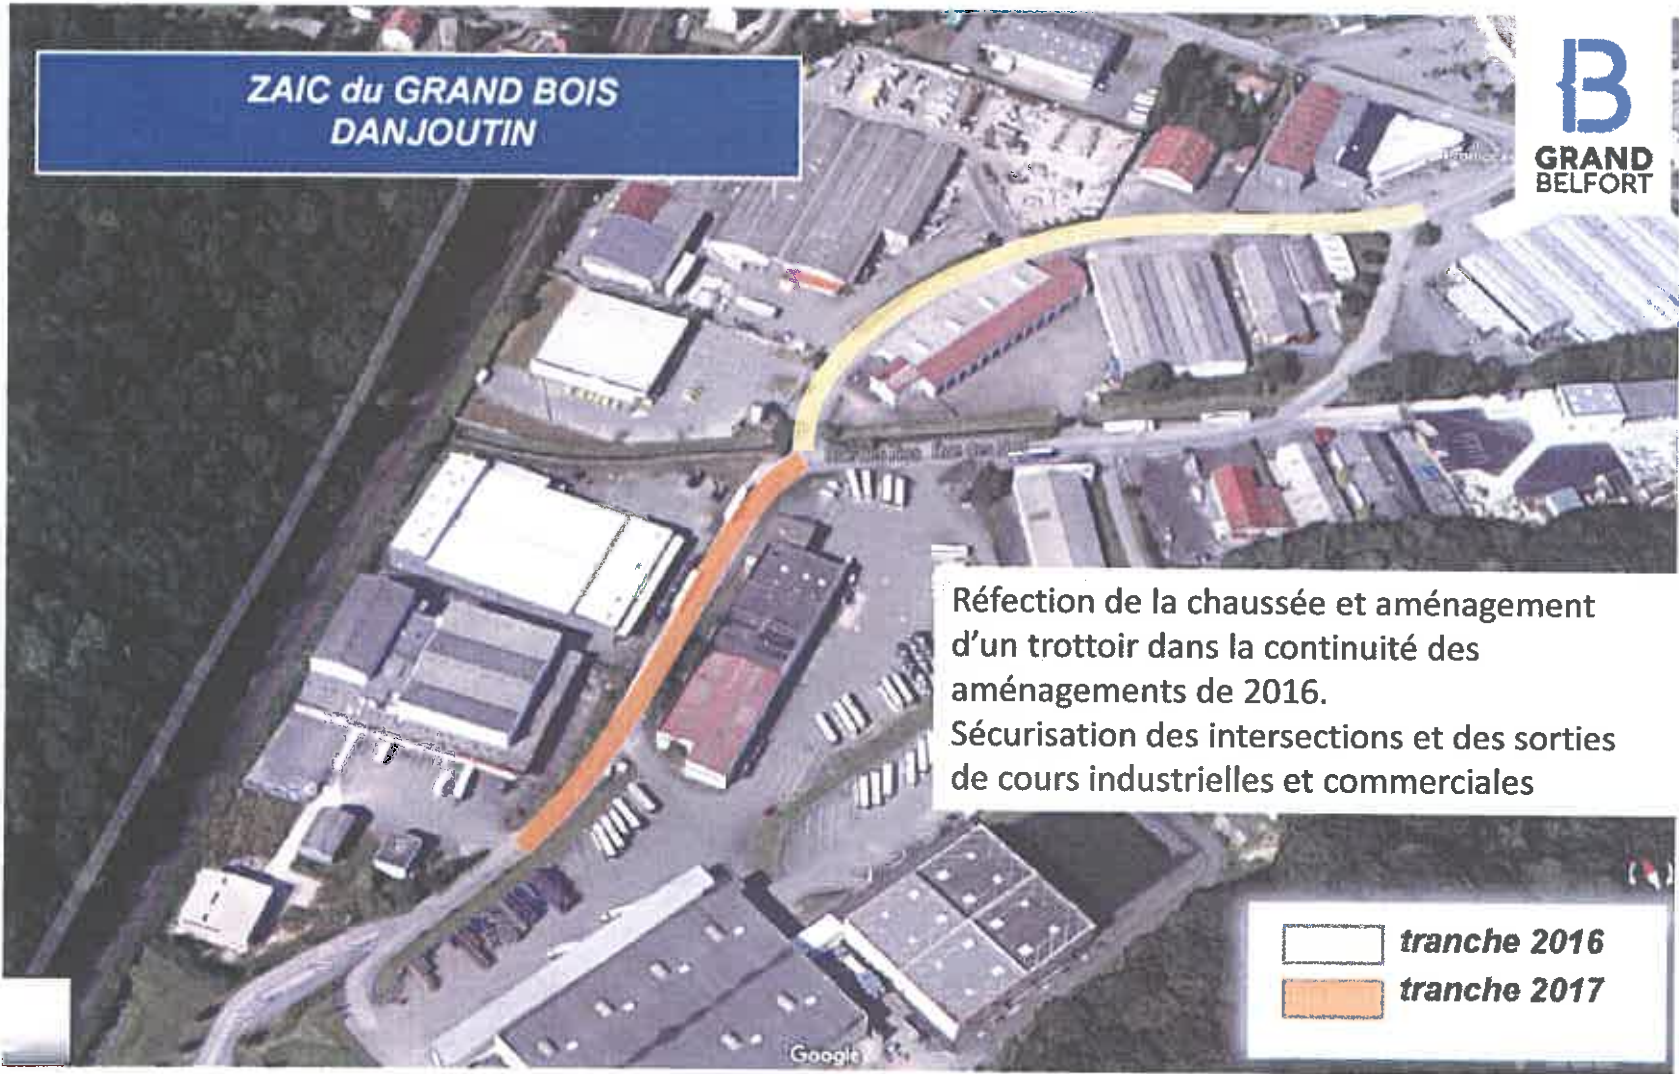 ZAIC du GRAND BOIS
DANJOUTIN
B
GRAND
BELFORT
Réfection de la chaussée et aménagement
d'un trottoir dans la continuité des
aménagements de 2016.
Sécurisation des intersections et des sorties
de cours industrielles et commerciales
tranche 2016
tranche 2017
Google